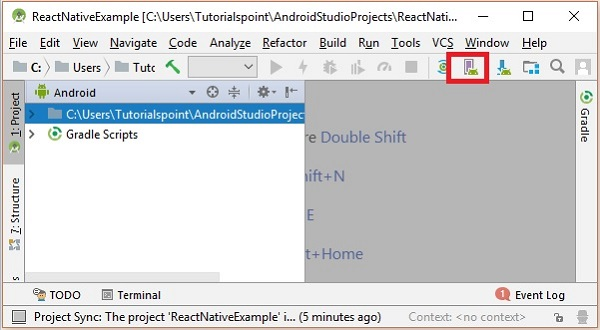 ReactNativeExample [C:\Users\Tutorialspoint\AndroidStudioProjects\ReactNati...
File Edit View Navigate Code Analyze Refactor Build Run Tools VCS Window Help
C: Users Tutc
1: Project
Android
C:\Users\Tutorialspoint\AndroidStudioProject
Gradle Scripts
re Double Shift
ift+N
E
t+Home
Gradle
7: Structure
TODO Terminal 1 Event Log
Project Sync: The project 'ReactNativeExample' i... (5 minutes ago) Context: <no context>